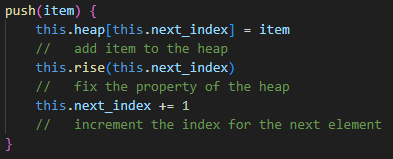 push(item) {
    this.heap[this.next_index] = item
    //   add item to the heap
    this.rise(this.next_index)
    //   fix the property of the heap
    this.next_index += 1
    //   increment the index for the next element
}